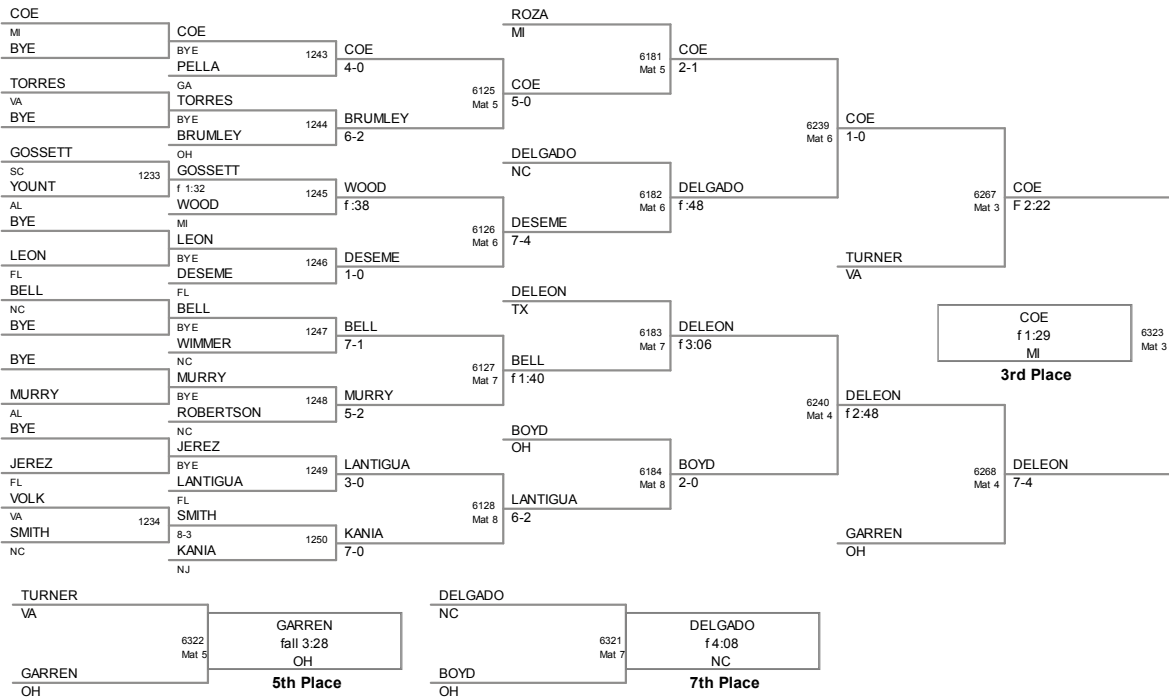 COE
MI
BYE
TORRES
VA
BYE
GOSSETT
SC
1233
YOUNT
AL
BYE
LEON
FL
BELL
NC
BYE
BYE
MURRY
AL
BYE
JEREZ
FL
VOLK
VA
1234
SMITH
NC
COE
BYE
1243
PELLA
GA
TORRES
BYE
1244
BRUMLEY
OH
GOSSETT
f 1:32
1245
WOOD
MI
LEON
BYE
1246
DESEME
FL
BELL
BYE
1247
WIMMER
NC
MURRY
BYE
1248
ROBERTSON
NC
JEREZ
BYE
1249
LANTIGUA
FL
SMITH
8-3
1250
KANIA
NJ
COE
4-0
6125
Mat 5
BRUMLEY
6-2
WOOD
f :38
6126
Mat 6
DESEME
1-0
BELL
7-1
6127
Mat 7
MURRY
5-2
LANTIGUA
3-0
6128
Mat 8
KANIA
7-0
ROZA
MI
6181
Mat 5
COE
5-0
DELGADO
NC
6182
Mat 6
DESEME
7-4
DELEON
TX
6183
Mat 7
BELL
f 1:40
BOYD
OH
6184
Mat 8
LANTIGUA
6-2
COE
2-1
6239
Mat 6
DELGADO
f :48
DELEON
f 3:06
6240
Mat 4
BOYD
2-0
COE
1-0
6267
Mat 3
TURNER
VA
DELEON
f 2:48
6268
Mat 4
GARREN
OH
COE
F 2:22
COE
f 1:29
MI
6323
Mat 3
3rd Place
DELEON
7-4
TURNER
VA
6322
Mat 5
GARREN
OH
GARREN
fall 3:28
OH
5th Place
DELGADO
NC
6321
Mat 7
BOYD
OH
DELGADO
f 4:08
NC
7th Place